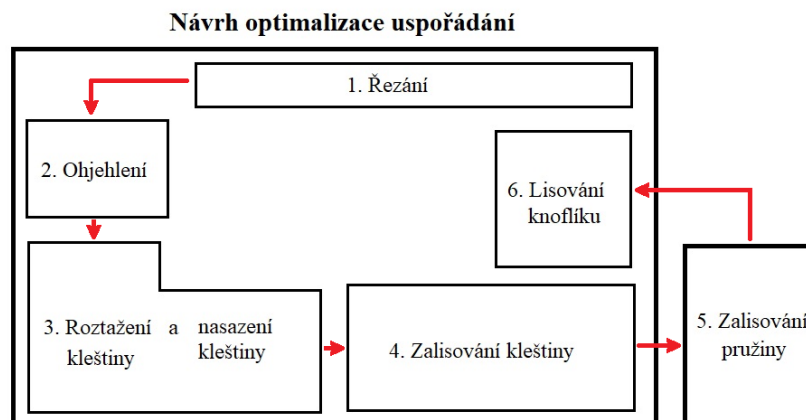 Návrh optimalizace uspořádání
1. Řezání
2. Ohjehlení
6. Lisování
knoflíku
3. Roztažení a nasazení
kleštiny kleštiny
4. Zalisování kleštiny
5. Zalisování
pružiny